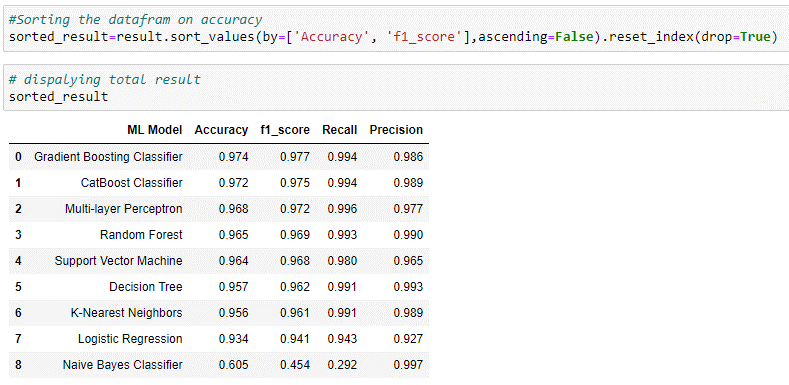 #Sorting the datafram on accuracy
sorted_result=result.sort_values(by=['Accuracy', 'f1_score'],ascending=False).reset_index(drop=True)
# dispalying total result
sorted_result
ML Model Accuracy f1_score Recall Precision
0 Gradient Boosting Classifier 0.974 0.977 0.994 0.986
1 CatBoost Classifier 0.972 0.975 0.994 0.989
2 Multi-layer Perceptron 0.968 0.972 0.996 0.977
3 Random Forest 0.965 0.969 0.993 0.990
4 Support Vector Machine 0.964 0.968 0.980 0.965
5 Decision Tree 0.957 0.962 0.991 0.993
6 K-Nearest Neighbors 0.956 0.961 0.991 0.989
7 Logistic Regression 0.934 0.941 0.943 0.927
8 Naive Bayes Classifier 0.605 0.454 0.292 0.997